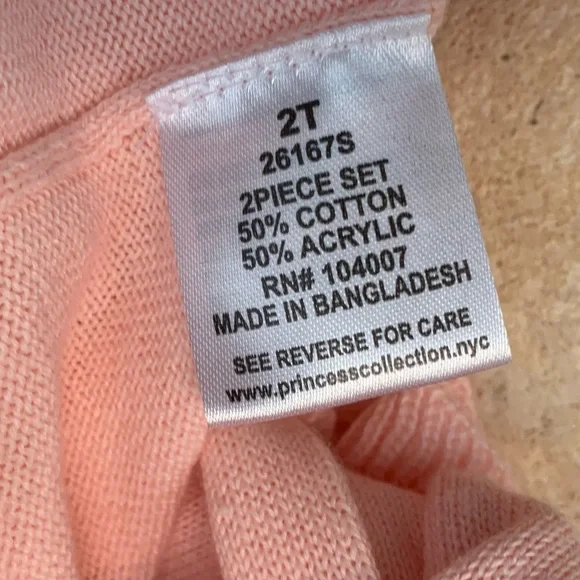 2T
26167S
2PIECE SET
50% COTTON
50% ACRYLIC
RN# 104007
MADE IN BANGLADESH
SEE REVERSE FOR CARE
www.princesscollection.nyc